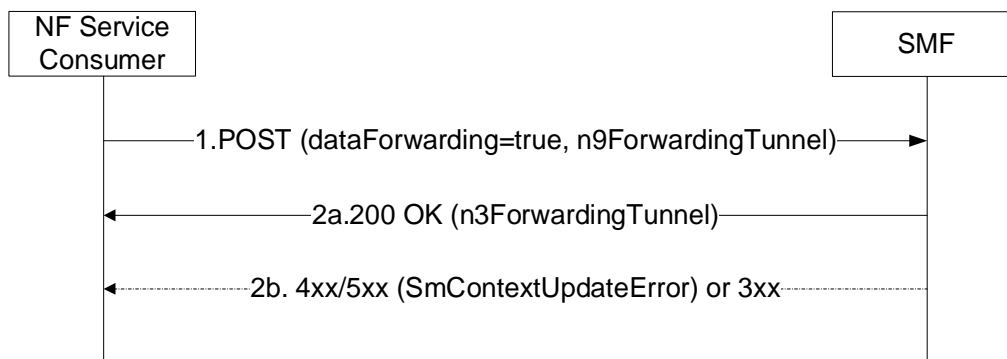 NF Service
Consumer
SMF
1.POST (dataForwarding=true, n9ForwardingTunnel)
2a.200 OK (n3ForwardingTunnel)
2b. 4xx/5xx (SmContextUpdateError) or 3xx